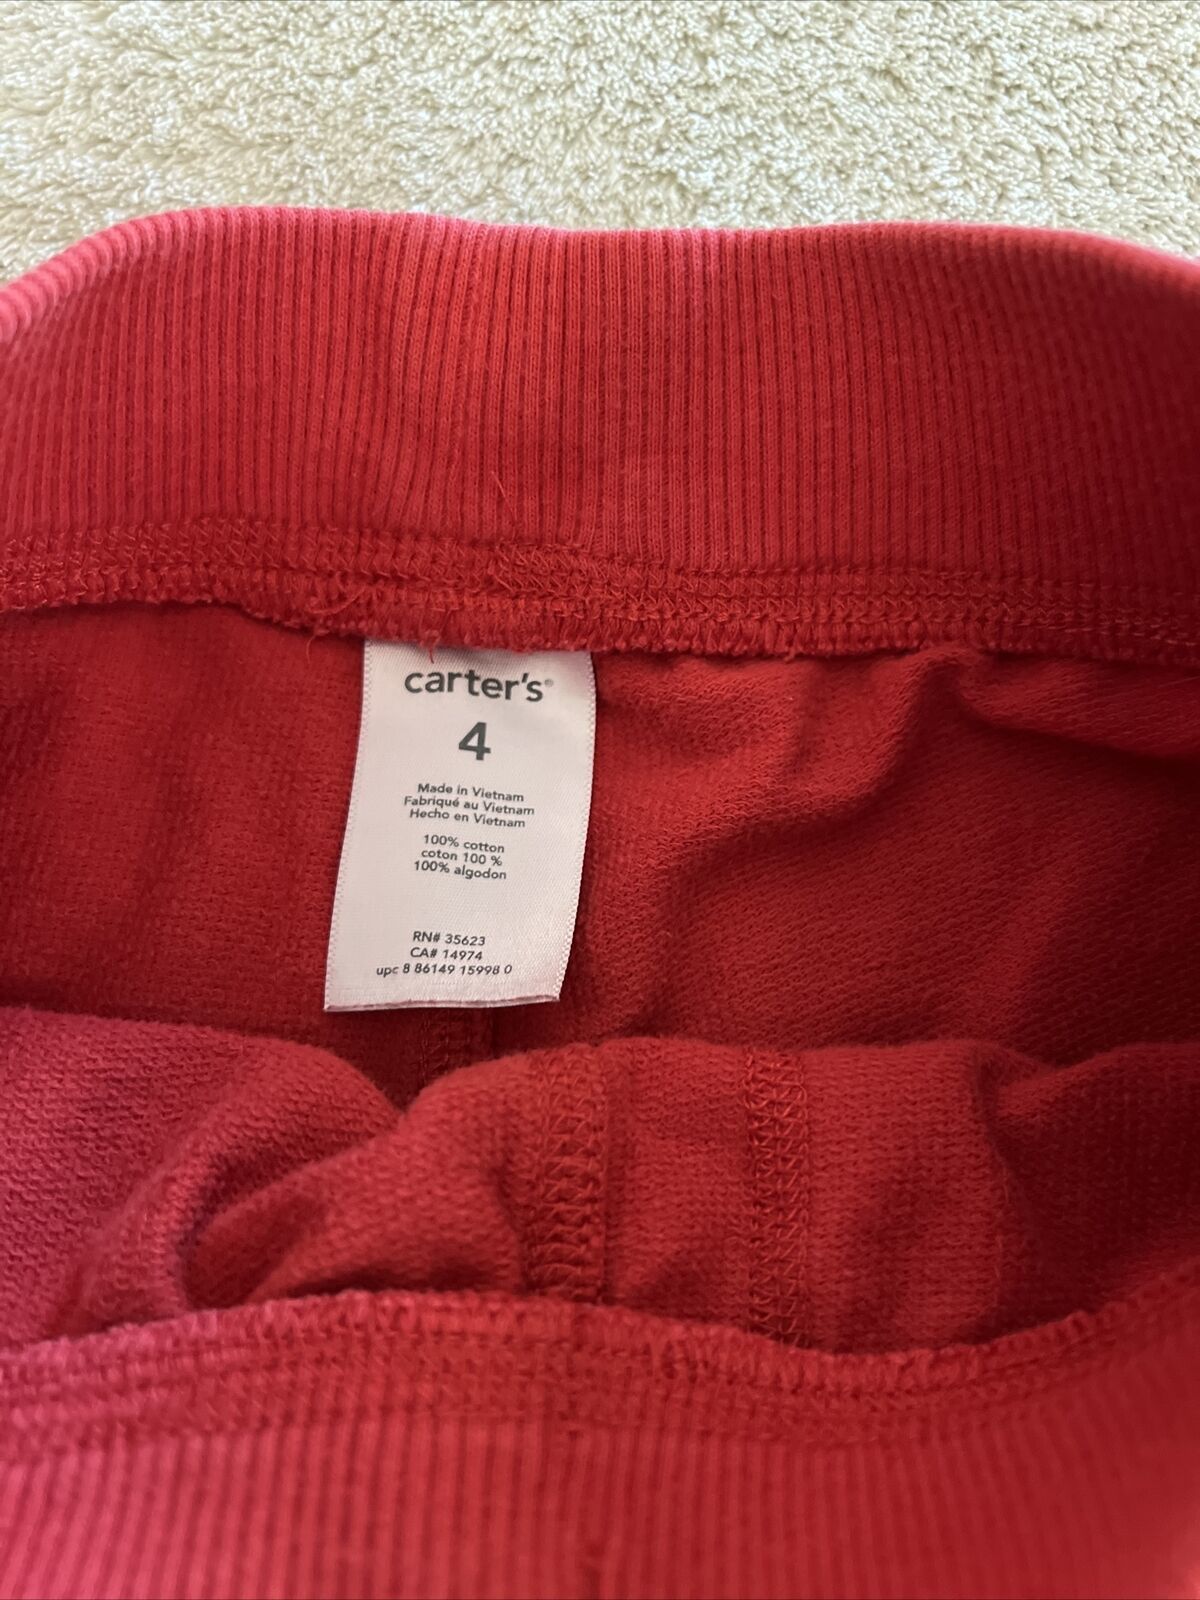 carter's®
4
Made in Vietnam
Fabriqué au Vietnam
Hecho en Vietnam
100% cotton
coton 100 %
100% algodon
RN# 35623
CA# 14974
upc 8 86149 15998 0